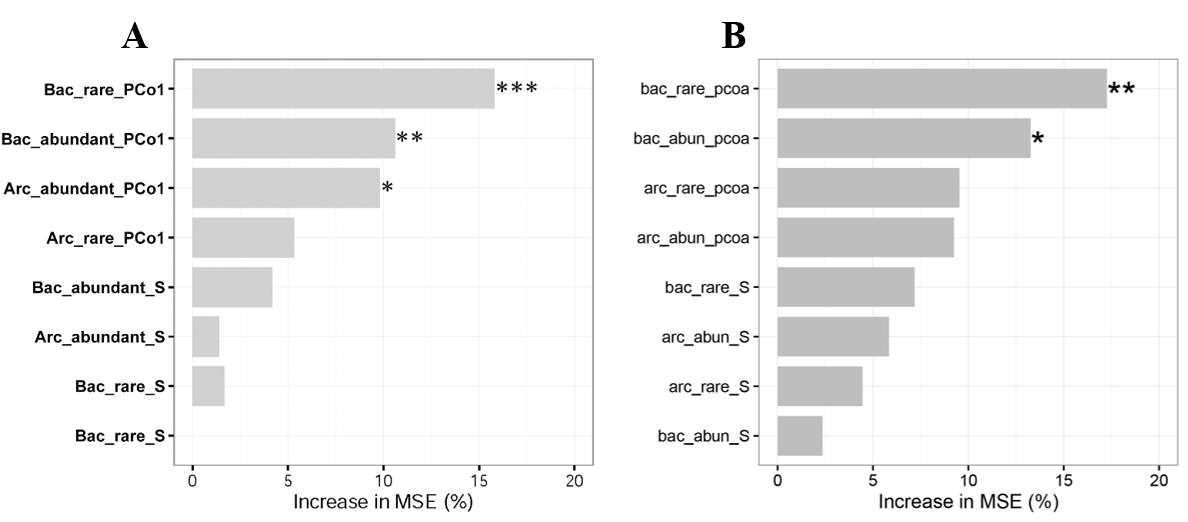 A
Bac_rare_PCo1
***
Bac_abundant_PCo1
**
Arc_abundant_PCo1
*
Arc_rare_PCo1
Bac_abundant_S
Arc_abundant_S
Bac_rare_S
Bac_rare_S
0 5 10 15 20
Increase in MSE (%)
B
bac_rare_pcoa
**
bac_abun_pcoa
*
arc_rare_pcoa
arc_abun_pcoa
bac_rare_S
arc_abun_S
arc_rare_S
bac_abun_S
0 5 10 15 20
Increase in MSE (%)